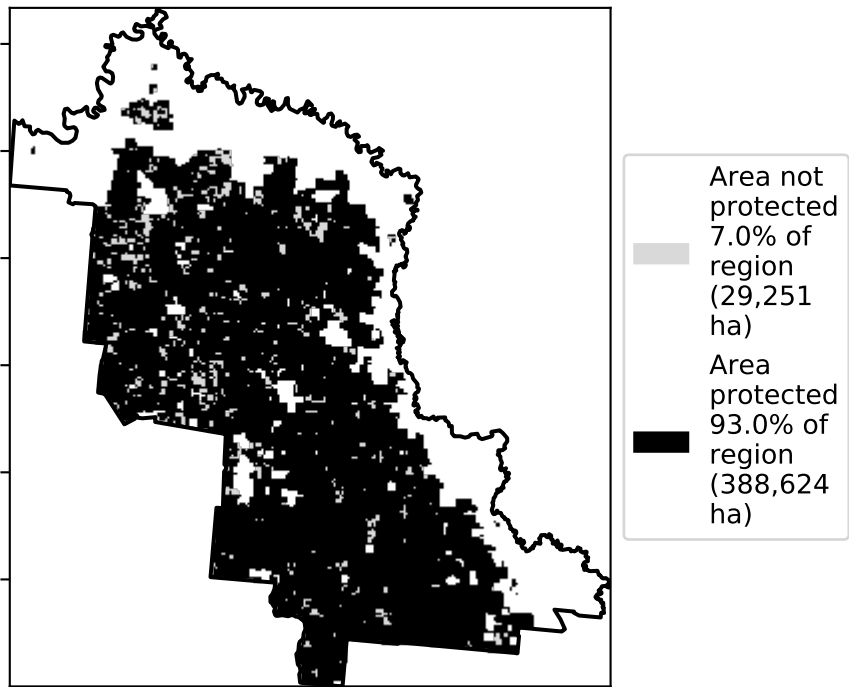 Area not
protected
7.0% of
region
(29,251
ha)
Area
protected
93.0% of
region
(388,624
ha)